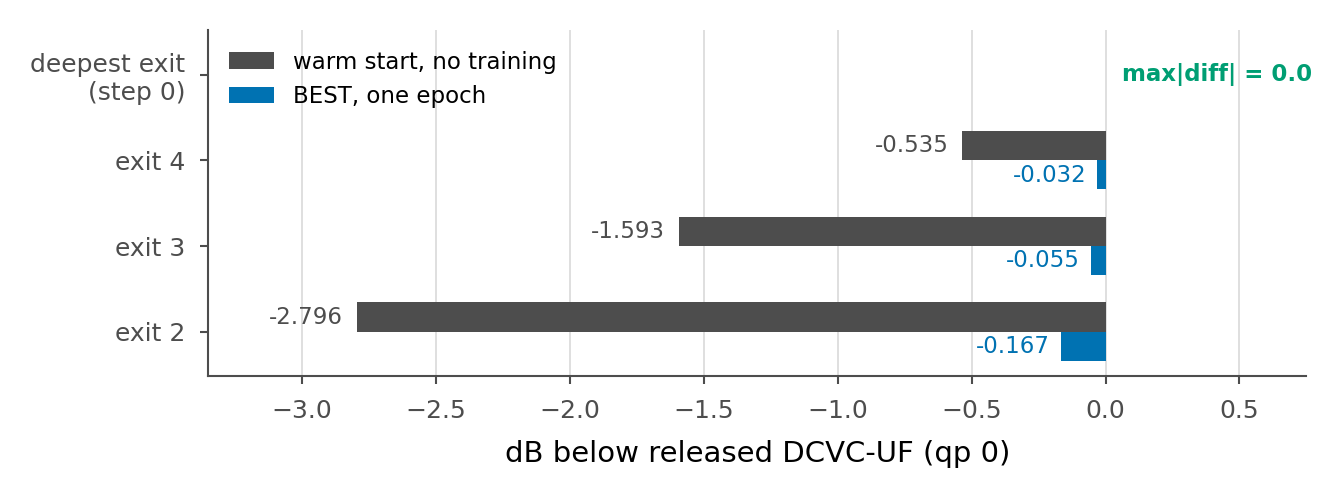 deepest exit
(step 0)
warm start, no training
BEST, one epoch
max|diff| = 0.0
exit 4
-0.535
-0.032
exit 3
-1.593
-0.055
exit 2
-2.796
-0.167
−3.0 −2.5 −2.0 −1.5 −1.0 −0.5 0.0 0.5
dB below released DCVC-UF (qp 0)